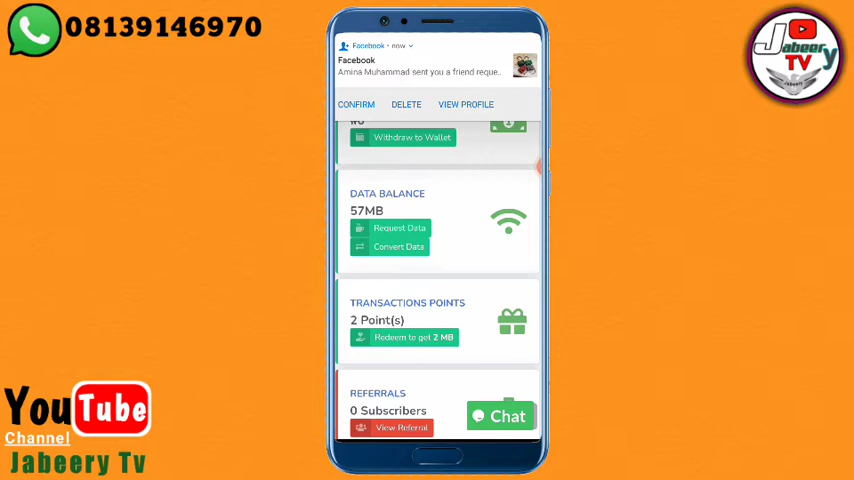 08139146970
Jabeery
TV
Facebook • now
Facebook
Amina Muhammad sent you a friend reque..
CONFIRM DELETE VIEW PROFILE
Withdraw to Wallet
DATA BALANCE
57MB
Request Data
Convert Data
TRANSACTIONS POINTS
2 Point(s)
Redeem to get 2 MB
REFERRALS
0 Subscribers
View Referral
Chat
YouTube
Channel
Jabeery Tv